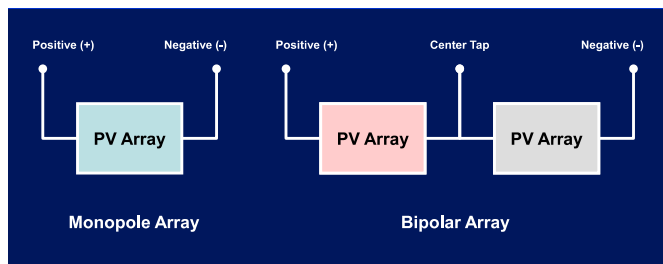 Positive (+)
Negative (-)
Positive (+)
Center Tap
Negative (-)
PV Array
PV Array
PV Array
Monopole Array
Bipolar Array